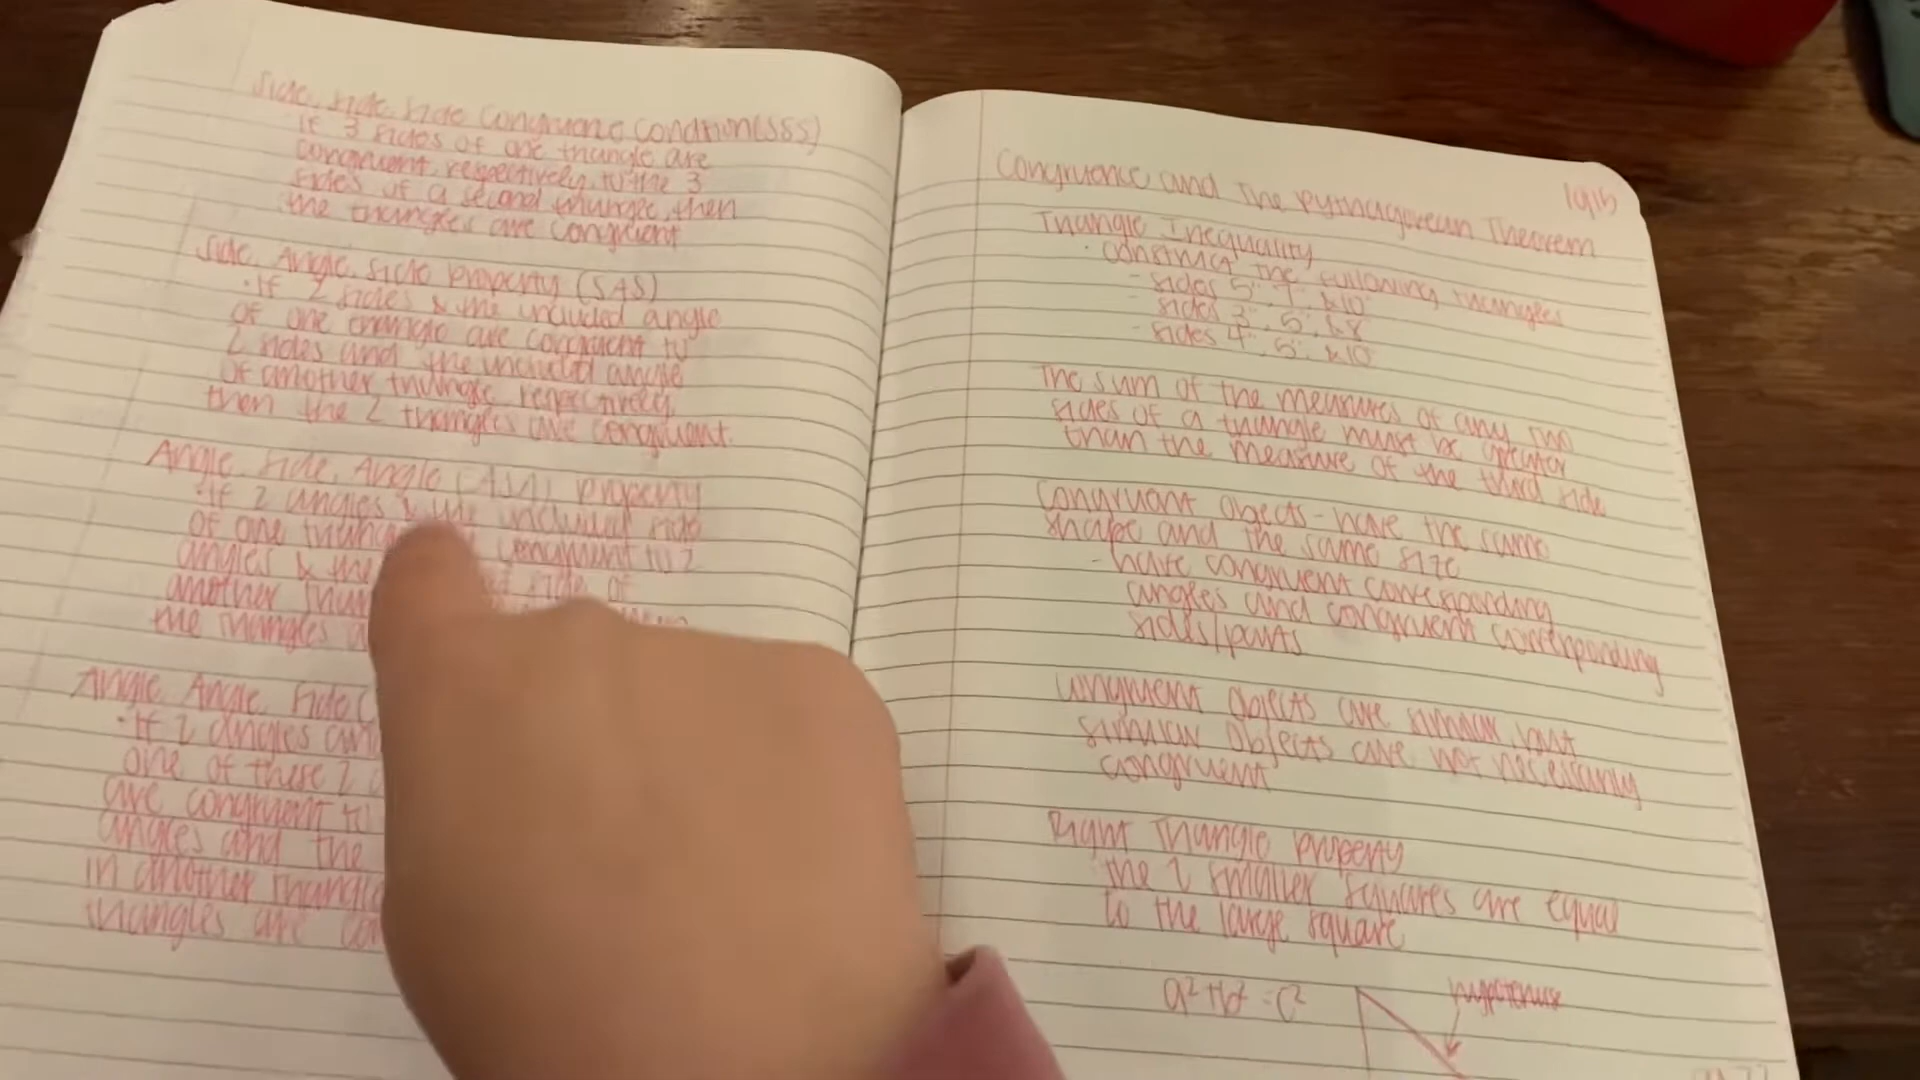 Side, Side, Side Congruence Condition (SSS)
If 3 sides of one triangle are
congruent, respectively, to the 3
sides of a second triangle, then
the triangles are congruent
Side, Angle, Side Property (SAS)
· If 2 sides & the included angle
of one triangle are congruent to
2 sides and the included angle
of another triangle respectively,
then the 2 triangles are congruent.
Angle, Side, Angle (ASA) property
· If 2 angles & the included side
of one congruent to 2
angles & the side of
another
the triangles
Angle, Angle, Side (
· If 2 angles
one of these 2
are congruent to
angles and the
in another triangle
triangles are
Congruence and The Pythagorean Theorem
Triangle Inequality
· construct the following triangles
- sides 5", 7", & 10"
- sides 3", 5", & 8
- sides 4", 5", & 10"
The sum of the measures of any two
sides of a triangle must be greater
than the measure of the third side
Congruent objects - have the same
shape and the same size
- have congruent corresponding
angles and congruent corresponding
sides/parts
Congruent objects are similar, but
similar objects are not necessarily
congruent
Right Triangle Property
the 2 smaller squares are equal
to the large square
a² + b² = c²
hypotenuse